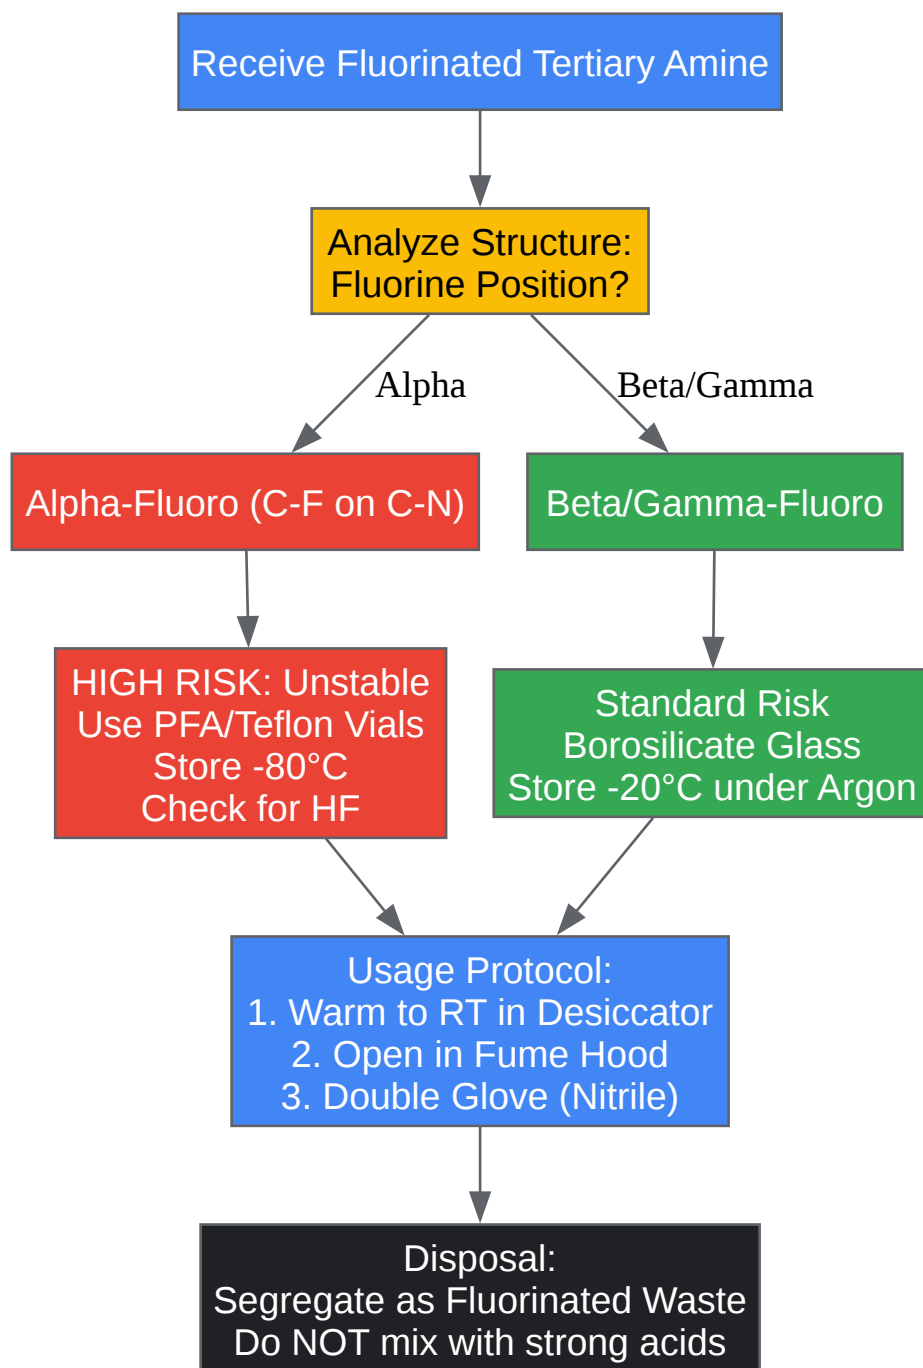 Receive Fluorinated Tertiary Amine
Analyze Structure:
Fluorine Position?
Alpha
Beta/Gamma
Alpha-Fluoro (C-F on C-N)
Beta/Gamma-Fluoro
HIGH RISK: Unstable
Use PFA/Teflon Vials
Store -80°C
Check for HF
Standard Risk
Borosilicate Glass
Store -20°C under Argon
Usage Protocol:
1. Warm to RT in Desiccator
2. Open in Fume Hood
3. Double Glove (Nitrile)
Disposal:
Segregate as Fluorinated Waste
Do NOT mix with strong acids